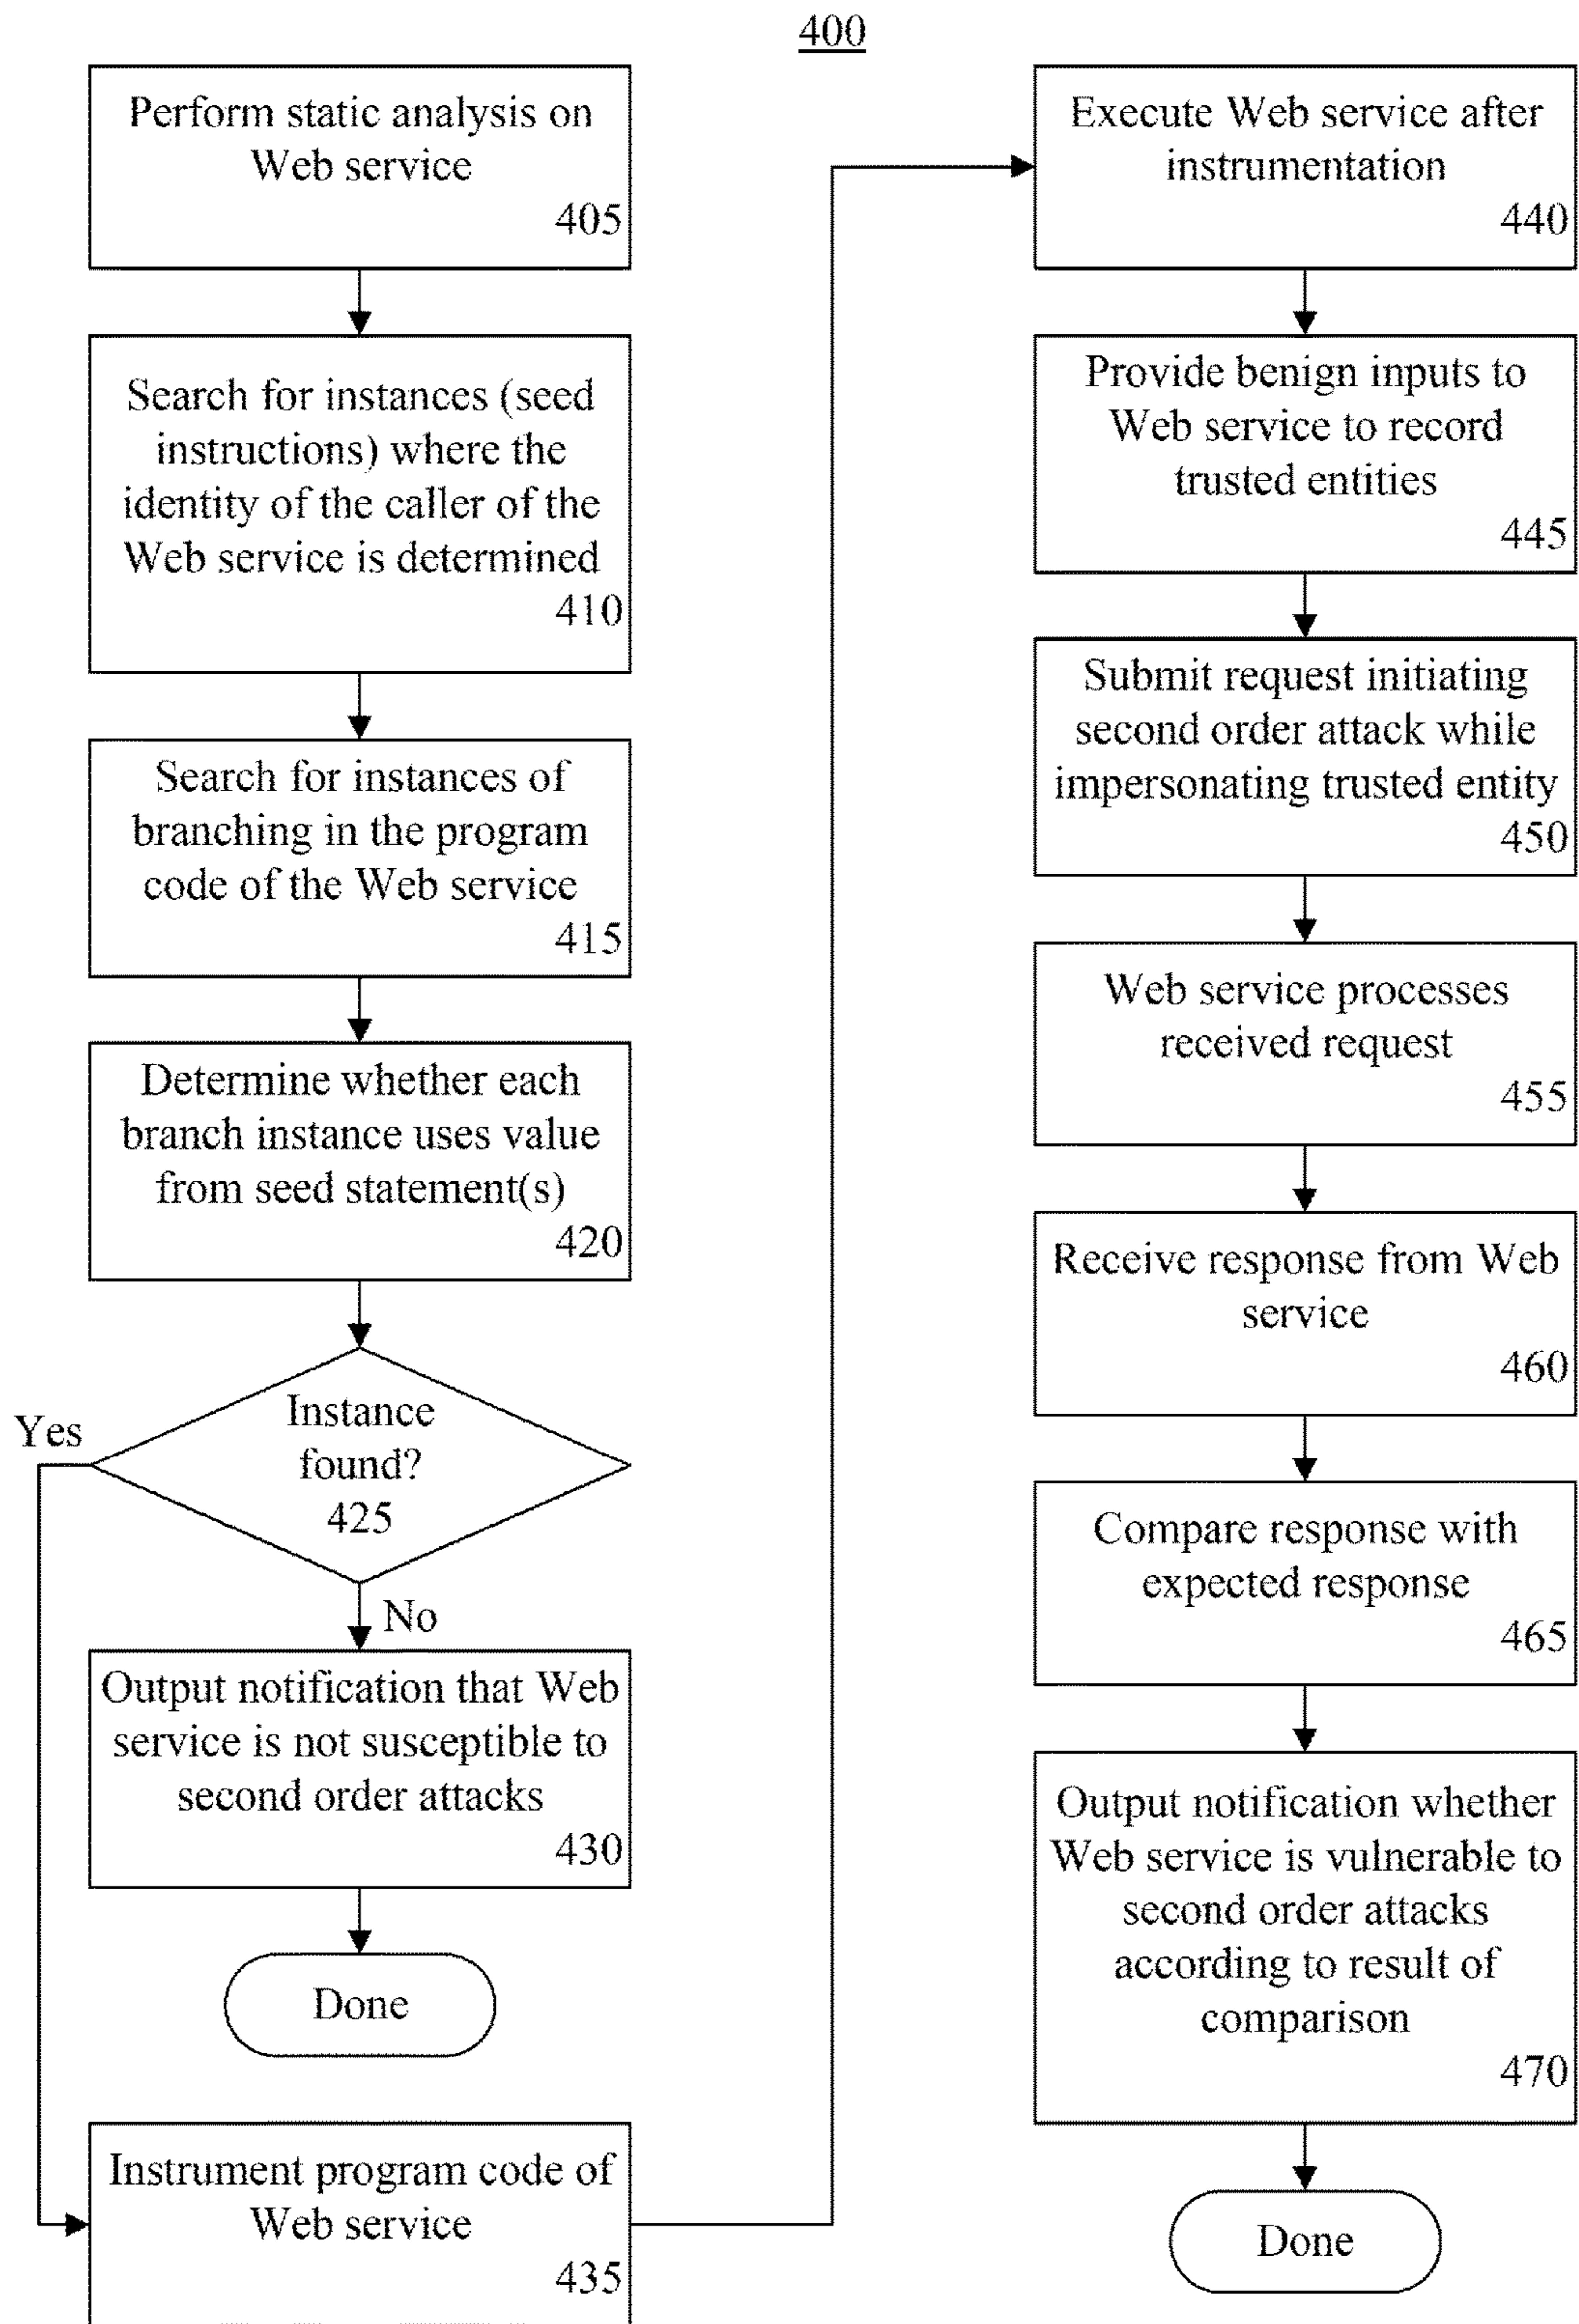 400
Perform static analysis on
Web service
405
Search for instances (seed
instructions) where the
identity of the caller of the
Web service is determined
410
Search for instances of
branching in the program
code of the Web service
415
Determine whether each
branch instance uses value
from seed statement(s)
420
Instance
found?
425
Yes
No
Output notification that Web
service is not susceptible to
second order attacks
430
Done
Instrument program code of
Web service
435
Execute Web service after
instrumentation
440
Provide benign inputs to
Web service to record
trusted entities
445
Submit request initiating
second order attack while
impersonating trusted entity
450
Web service processes
received request
455
Receive response from Web
service
460
Compare response with
expected response
465
Output notification whether
Web service is vulnerable to
second order attacks
according to result of
comparison
470
Done